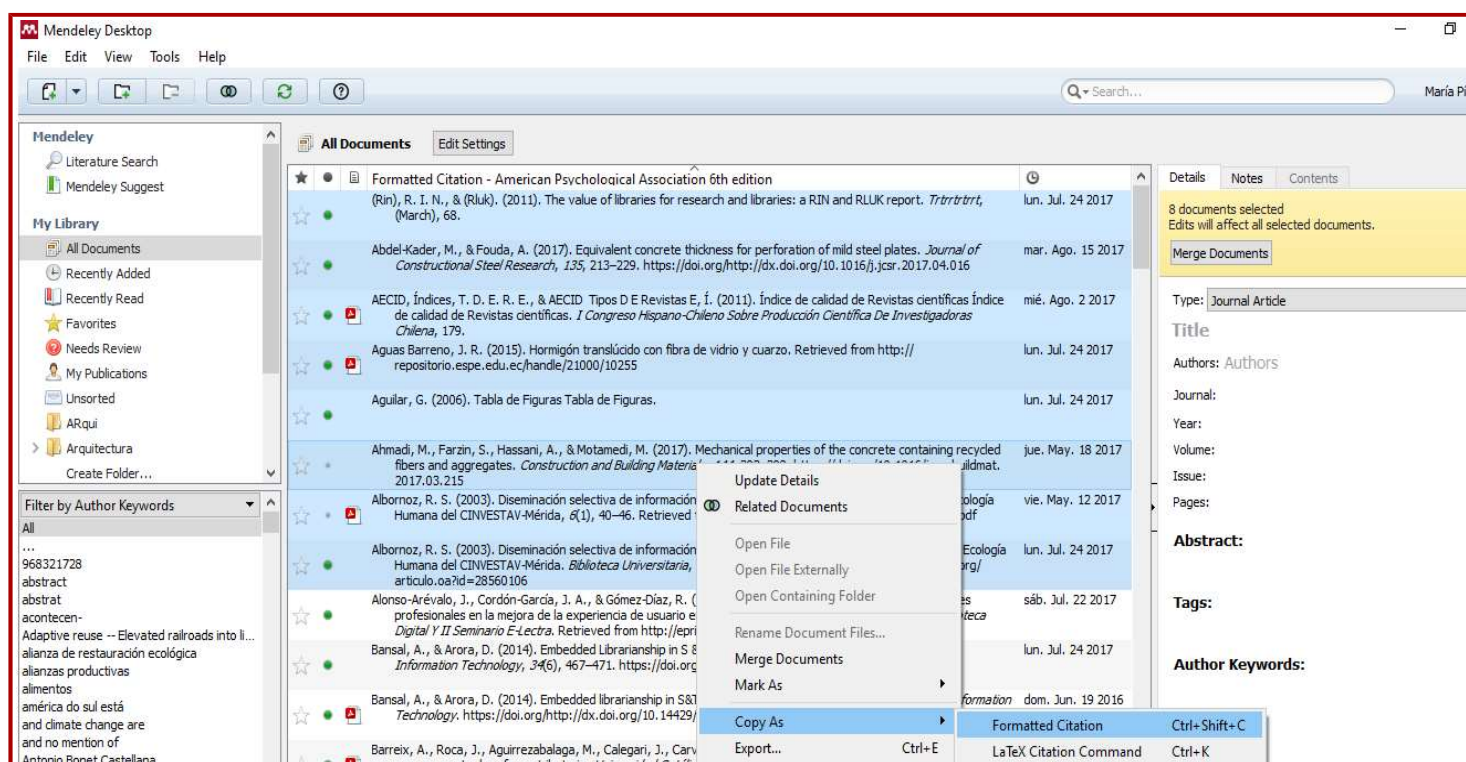 Mendeley Desktop
File Edit View Tools Help
Search...
María Pi
Mendeley
Literature Search
Mendeley Suggest
My Library
All Documents
Recently Added
Recently Read
Favorites
Needs Review
My Publications
Unsorted
ARqui
Arquitectura
Create Folder...
Filter by Author Keywords
All
...
968321728
abstract
abstrat
acontecen-
Adaptive reuse -- Elevated railroads into li...
alianza de restauración ecológica
alianzas productivas
alimentos
américa do sul está
and climate change are
and no mention of
Antonio Bonet Castellana
All Documents Edit Settings
Formatted Citation - American Psychological Association 6th edition
(Rin), R. I. N., & (Rluk). (2011). The value of libraries for research and libraries: a RIN and RLUK report. Trtrrtrtrrt, lun. Jul. 24 2017
(March), 68.
Abdel-Kader, M., & Fouda, A. (2017). Equivalent concrete thickness for perforation of mild steel plates. Journal of mar. Ago. 15 2017
Constructional Steel Research, 135, 213–229. https://doi.org/http://dx.doi.org/10.1016/j.jcsr.2017.04.016
AECID, Índices, T. D. E. R. E., & AECID Tipos D E Revistas E, Í. (2011). Índice de calidad de Revistas científicas Índice mié. Ago. 2 2017
de calidad de Revistas científicas. I Congreso Hispano-Chileno Sobre Producción Científica De Investigadoras
Chilena, 179.
Aguas Barreno, J. R. (2015). Hormigón translúcido con fibra de vidrio y cuarzo. Retrieved from http:// lun. Jul. 24 2017
repositorio.espe.edu.ec/handle/21000/10255
Aguilar, G. (2006). Tabla de Figuras Tabla de Figuras. lun. Jul. 24 2017
Ahmadi, M., Farzin, S., Hassani, A., & Motamedi, M. (2017). Mechanical properties of the concrete containing recycled jue. May. 18 2017
fibers and aggregates. Construction and Building Materia uildmat.
2017.03.215
Albornoz, R. S. (2003). Diseminación selectiva de información ología vie. May. 12 2017
Humana del CINVESTAV-Mérida, 6(1), 40–46. Retrieved pdf
Albornoz, R. S. (2003). Diseminación selectiva de información Ecología lun. Jul. 24 2017
Humana del CINVESTAV-Mérida. Biblioteca Universitaria, org/
articulo.oa?id=28560106
Alonso-Arévalo, J., Cordón-García, J. A., & Gómez-Díaz, R. ( es sáb. Jul. 22 2017
profesionales en la mejora de la experiencia de usuario e oteca
Digital Y II Seminario E-Lectra. Retrieved from http://epri
Bansal, A., & Arora, D. (2014). Embedded Librarianship in S & lun. Jul. 24 2017
Information Technology, 34(6), 467–471. https://doi.org
Bansal, A., & Arora, D. (2014). Embedded librarianship in S&T formation dom. Jun. 19 2016
Technology. https://doi.org/http://dx.doi.org/10.14429/
Barreix, A., Roca, J., Aguirrezabalaga, M., Calegari, J., Carv
Update Details
Related Documents
Open File
Open File Externally
Open Containing Folder
Rename Document Files...
Merge Documents
Mark As
Copy As
Export... Ctrl+E
Formatted Citation Ctrl+Shift+C
LaTeX Citation Command Ctrl+K
Details Notes Contents
8 documents selected
Edits will affect all selected documents.
Merge Documents
Type: Journal Article
Title
Authors: Authors
Journal:
Year:
Volume:
Issue:
Pages:
Abstract:
Tags:
Author Keywords: